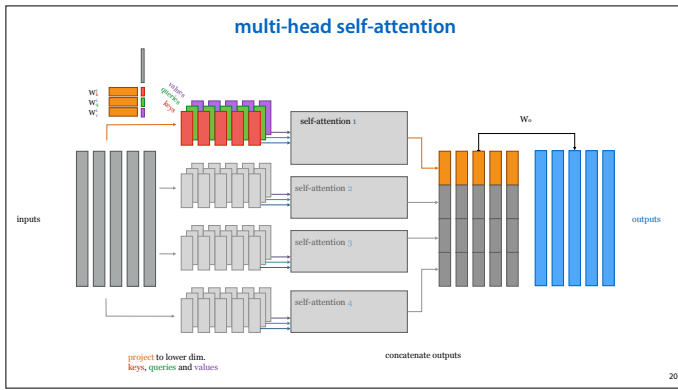 multi-head self-attention
values
queries
keys
self-attention 1
self-attention 2
self-attention 3
self-attention 4
Wₒ
inputs
outputs
project to lower dim.
keys, queries and values
concatenate outputs
20